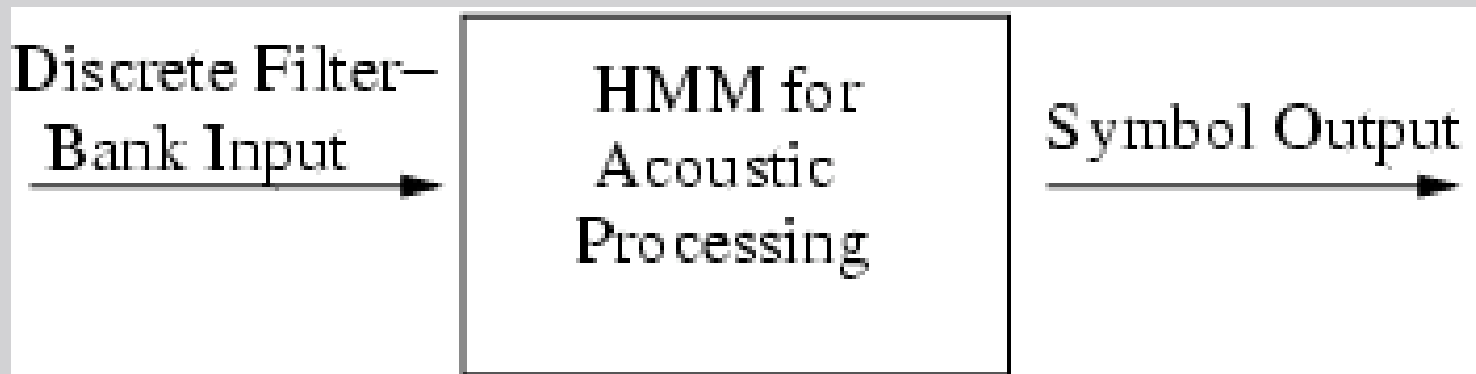 Discrete Filter–
Bank Input
HMM for
Acoustic
Processing
Symbol Output